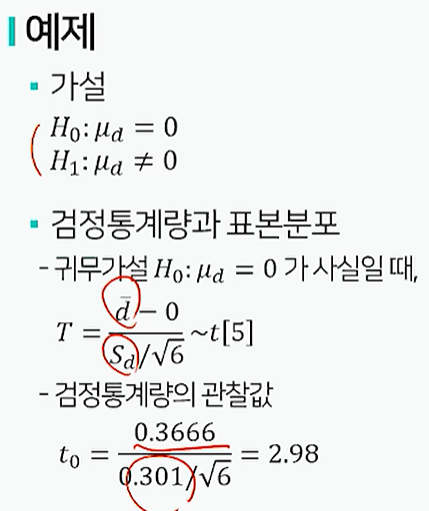 예제
▪ 가설
H₀: μ_d = 0
H₁: μ_d ≠ 0
▪ 검정통계량과 표본분포
- 귀무가설 H₀: μ_d = 0 가 사실일 때,
T = (d̄ − 0) / (S_d/√6) ~t[5]
- 검정통계량의 관찰값
t₀ = 0.3666 / (0.301/√6) = 2.98